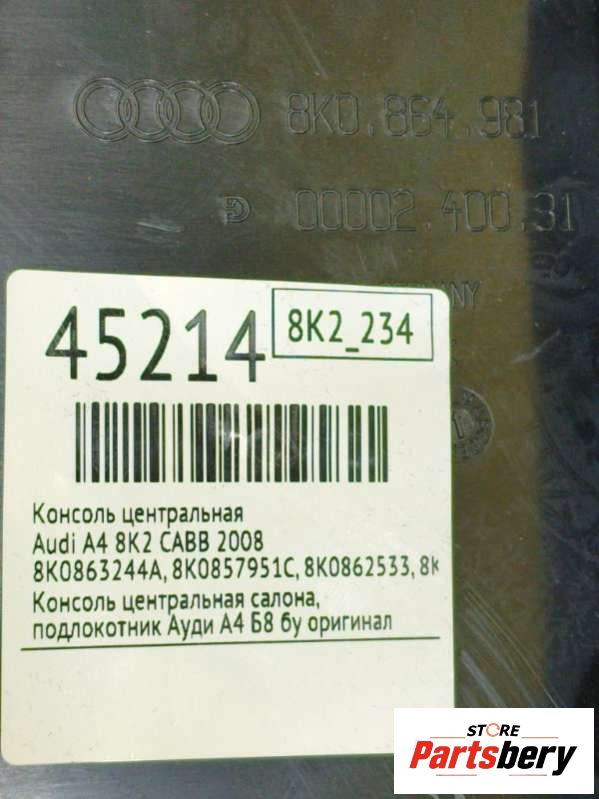 8K0.864.981
00002.400.31
45214
8K2_234
Консоль центральная
Audi A4 8K2 CABB 2008
8K0863244A, 8K0857951C, 8K0862533, 8K
Консоль центральная салона,
подлокотник Ауди А4 Б8 бу оригинал
STORE
Partsbery